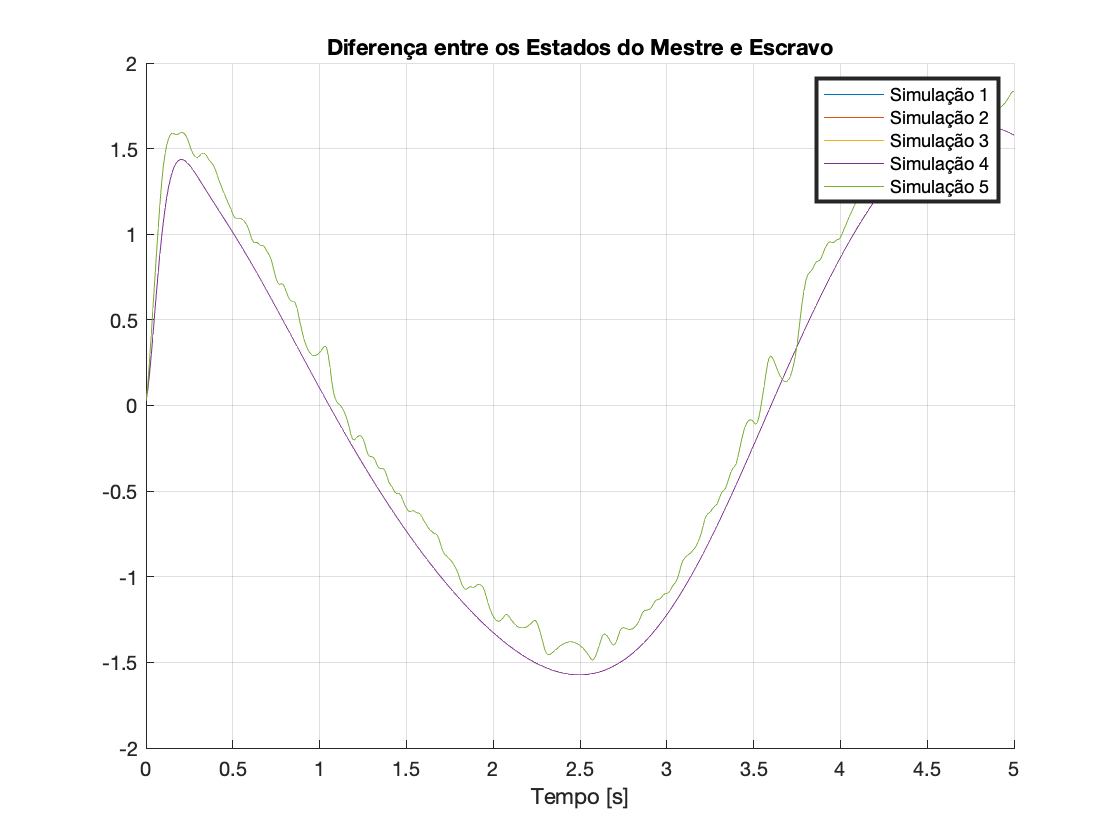 Diferença entre os Estados do Mestre e Escravo
Simulação 1
Simulação 2
Simulação 3
Simulação 4
Simulação 5
2
1.5
1
0.5
0
-0.5
-1
-1.5
-2
0 0.5 1 1.5 2 2.5 3 3.5 4 4.5 5
Tempo [s]